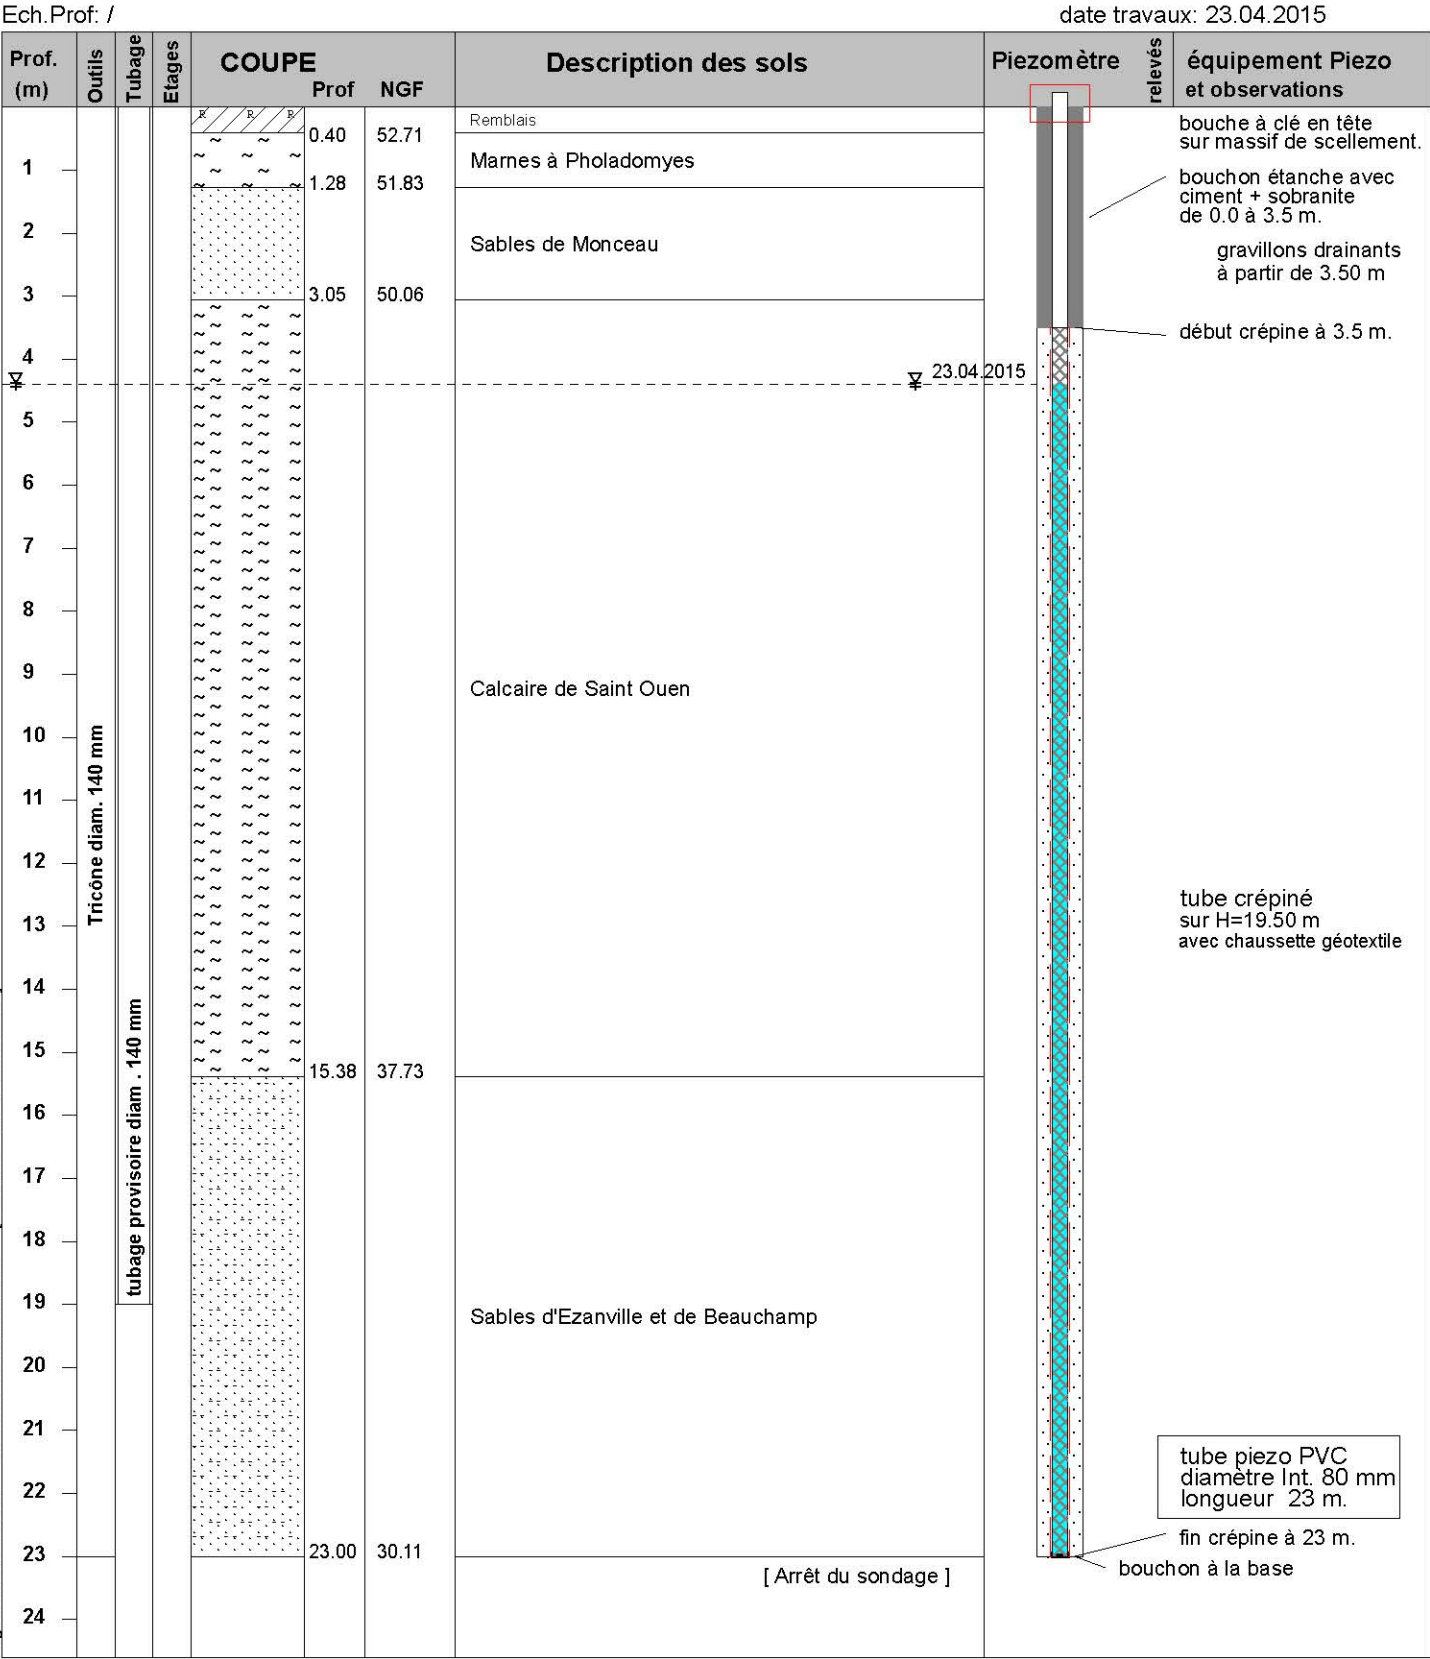 Ech.Prof: /
date travaux: 23.04.2015
Prof.
(m)
Outils
Tubage
Etages
COUPE
Prof
NGF
Description des sols
Piezomètre
relevés
équipement Piezo
et observations
R R R
0.40 52.71
Remblais
bouche à clé en tête
sur massif de scellement.
1
Marnes à Pholadomyes
1.28 51.83
bouchon étanche avec
ciment + sobranite
de 0.0 à 3.5 m.
2
Sables de Monceau
gravillons drainants
à partir de 3.50 m
3
3.05 50.06
début crépine à 3.5 m.
4
23.04.2015
5
6
7
8
9
Calcaire de Saint Ouen
10
11
12
Tricône diam. 140 mm
13
tube crépiné
sur H=19.50 m
avec chaussette géotextile
14
15
15.38 37.73
16
17
18
tubage provisoire diam . 140 mm
19
Sables d'Ezanville et de Beauchamp
20
21
22
tube piezo PVC
diamètre Int. 80 mm
longueur 23 m.
23
23.00 30.11
fin crépine à 23 m.
bouchon à la base
[ Arrêt du sondage ]
24